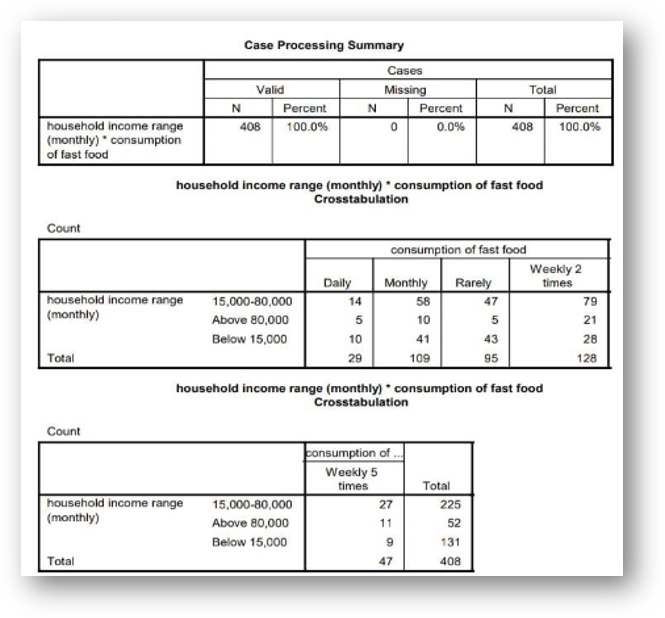 Case Processing Summary
Cases
Valid Missing Total
N Percent N Percent N Percent
household income range (monthly) * consumption of fast food 408 100.0% 0 0.0% 408 100.0%
household income range (monthly) * consumption of fast food
Crosstabulation
Count
consumption of fast food
Daily Monthly Rarely Weekly 2 times
household income range (monthly) 15,000-80,000 14 58 47 79
Above 80,000 5 10 5 21
Below 15,000 10 41 43 28
Total 29 109 95 128
household income range (monthly) * consumption of fast food
Crosstabulation
Count
consumption of ...
Weekly 5 times Total
household income range (monthly) 15,000-80,000 27 225
Above 80,000 11 52
Below 15,000 9 131
Total 47 408